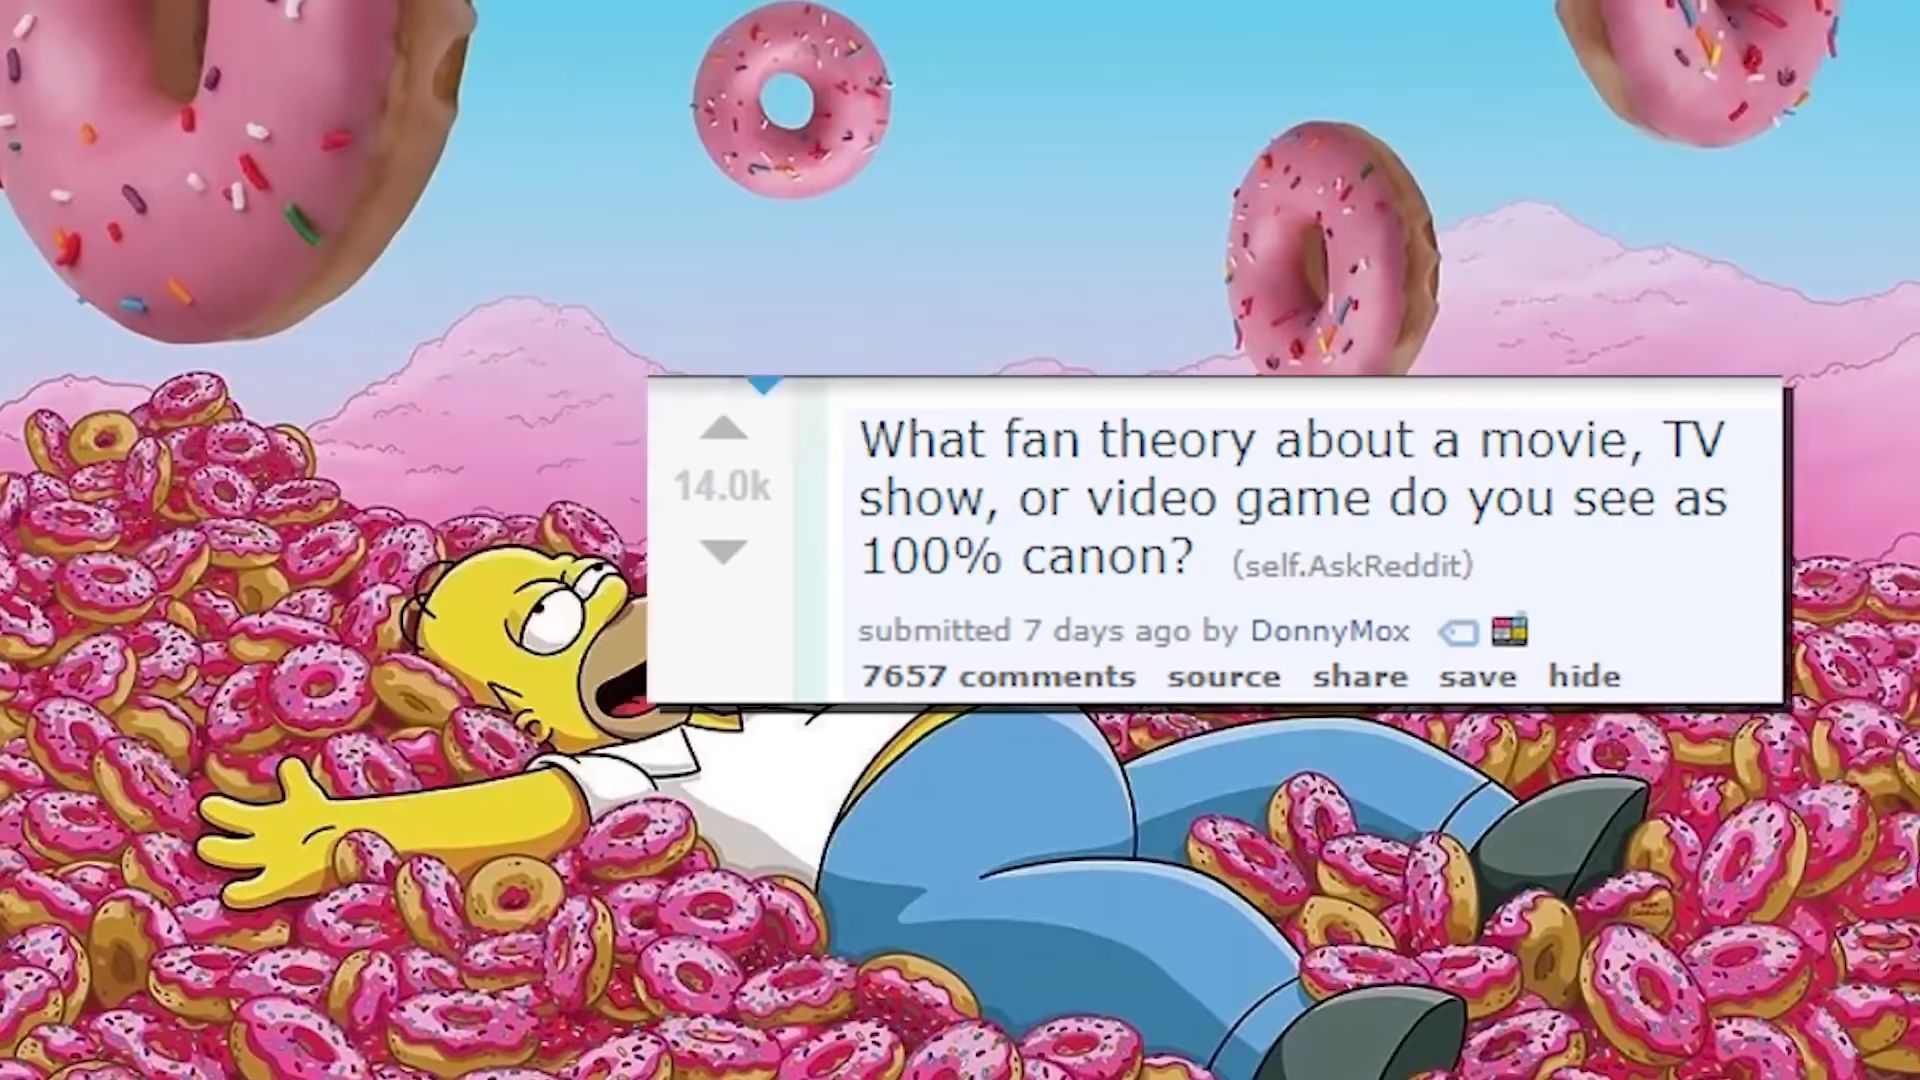 14.0k
What fan theory about a movie, TV
show, or video game do you see as
100% canon? (self.AskReddit)
submitted 7 days ago by DonnyMox
7657 comments source share save hide